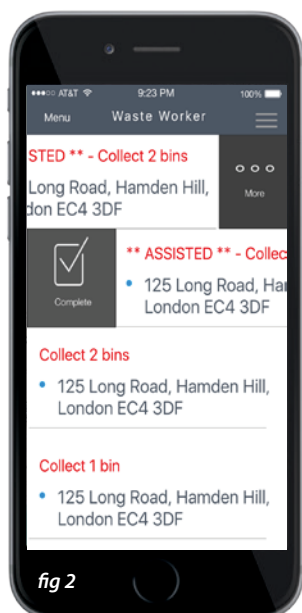 AT&T 9:23 PM 100%
Menu Waste Worker
STED ** - Collect 2 bins
Long Road, Hamden Hill,
don EC4 3DF
More
** ASSISTED ** - Collec
125 Long Road, Ha
London EC4 3DF
Complete
Collect 2 bins
125 Long Road, Hamden Hill,
London EC4 3DF
Collect 1 bin
125 Long Road, Hamden Hill,
London EC4 3DF
fig 2